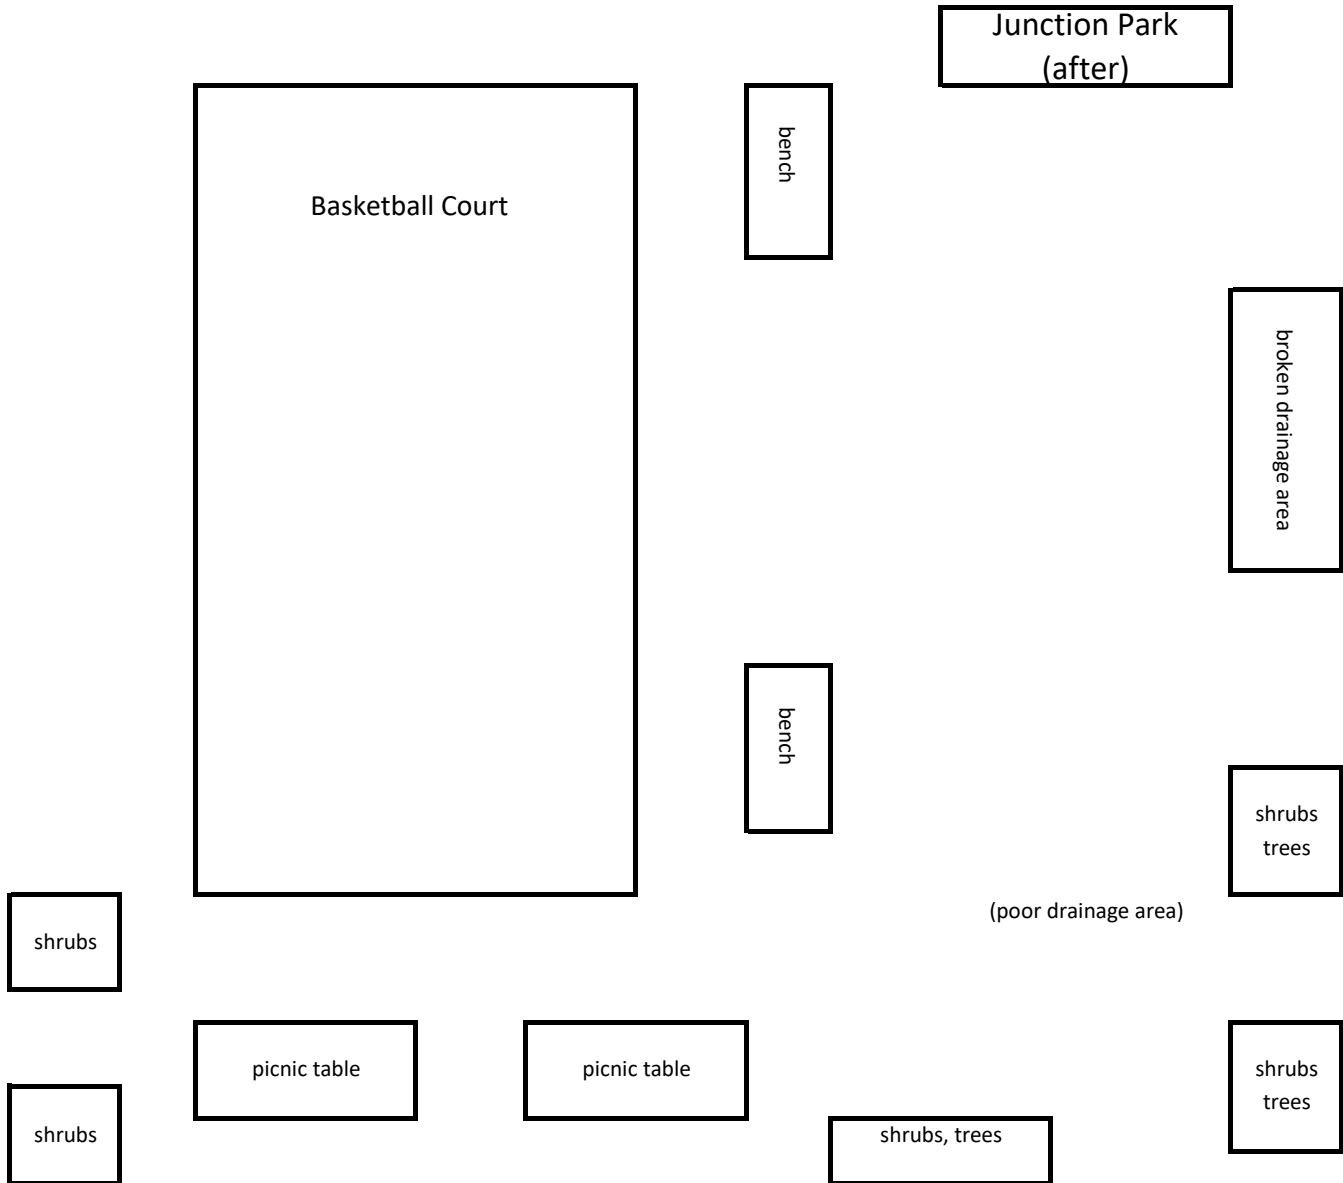 Junction Park
(after)
bench
Basketball Court
broken drainage area
bench
shrubs
trees
(poor drainage area)
shrubs
picnic table
picnic table
shrubs
trees
shrubs
shrubs, trees